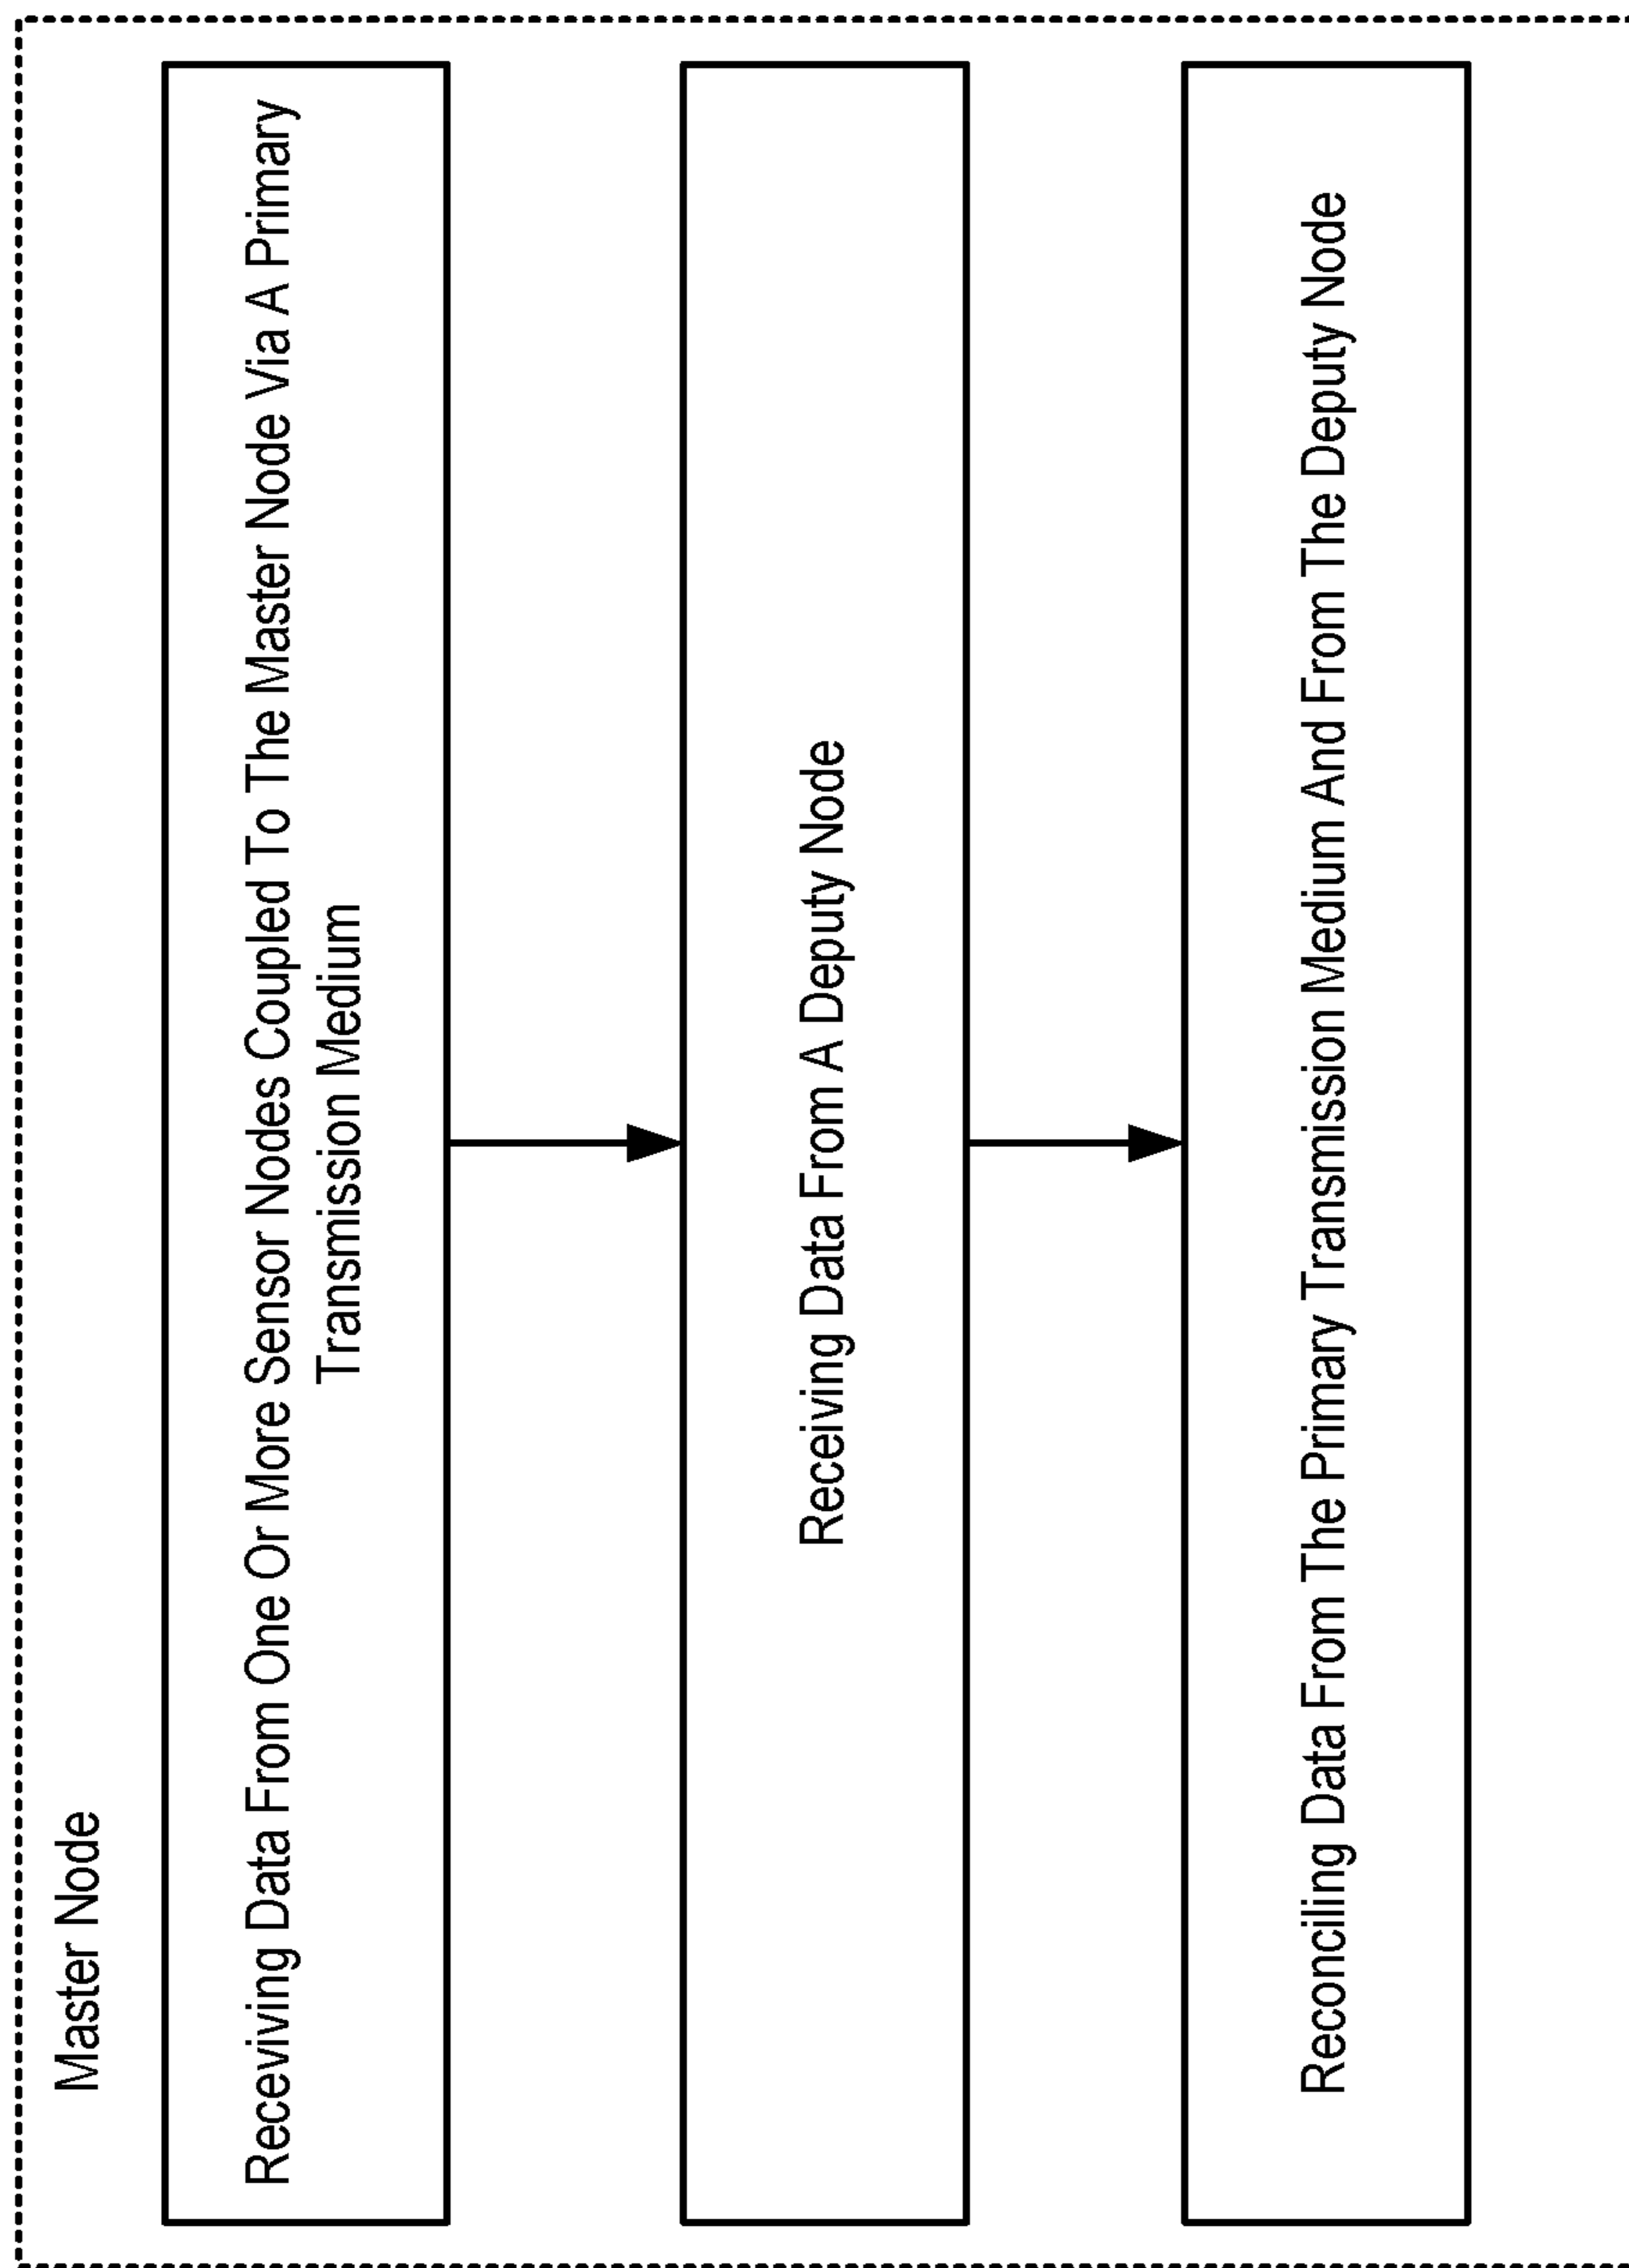 Master Node
Receiving Data From One Or More Sensor Nodes Coupled To The Master Node Via A Primary
Transmission Medium
Receiving Data From A Deputy Node
Reconciling Data From The Primary Transmission Medium And From The Deputy Node